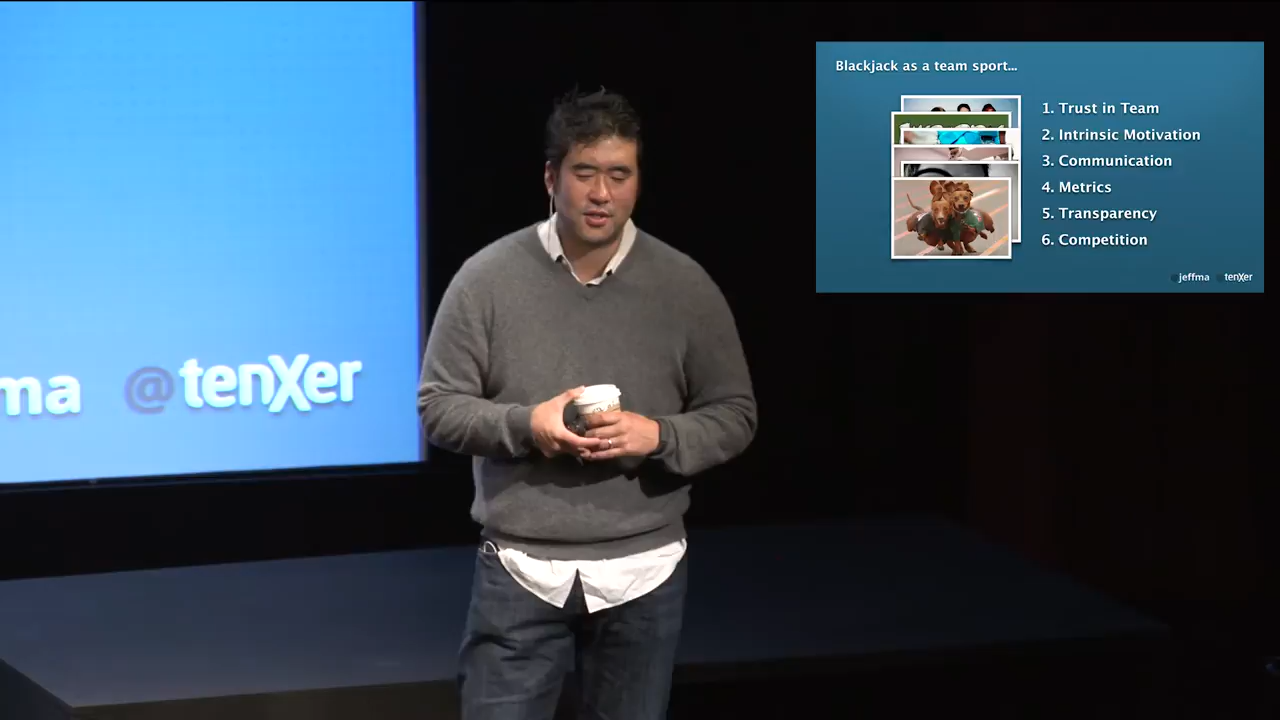 ma @tenXer
Blackjack as a team sport...
1. Trust in Team
2. Intrinsic Motivation
3. Communication
4. Metrics
5. Transparency
6. Competition
@jeffma @tenXer